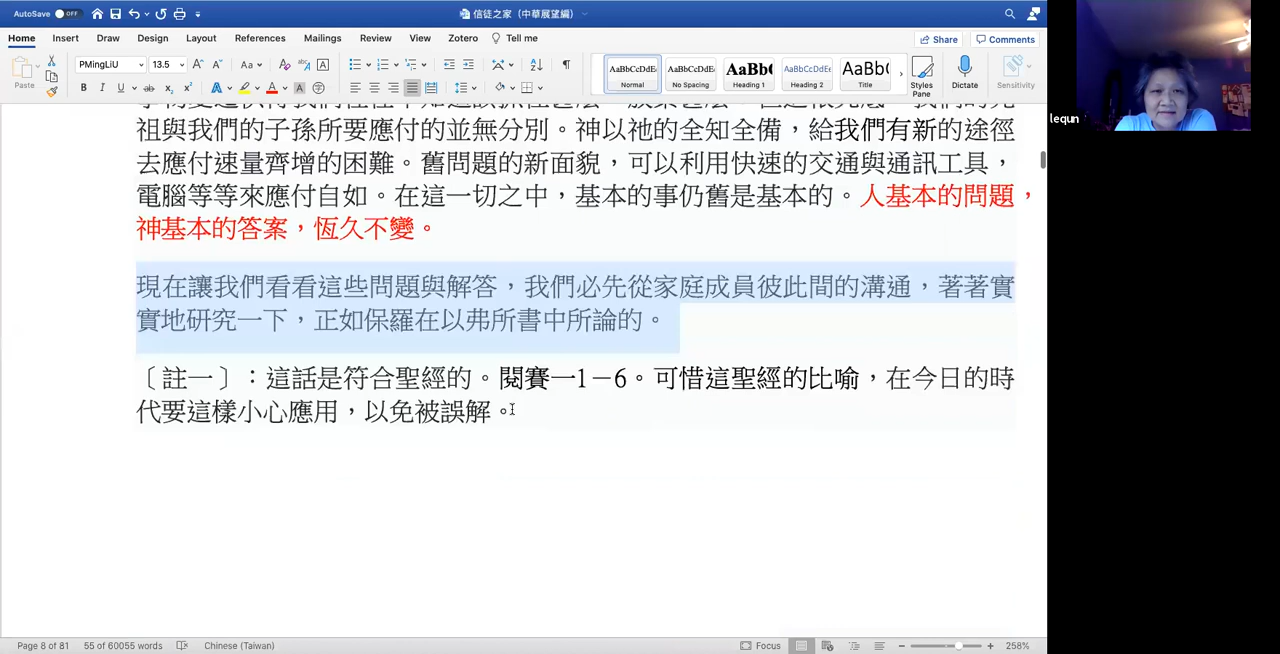 AutoSave OFF
信徒之家（中華展望編）
Home Insert Draw Design Layout References Mailings Review View Zotero Tell me
Share Comments
Paste
PMingLiU 13.5
AaBbCcDdEe AaBbCcDdEe AaBb( AaBbCcDdEe AaBbC(
Normal No Spacing Heading 1 Heading 2 Title
Styles Pane Dictate Sensitivity
lequn
祖與我們的子孫所要應付的並無分別。神以祂的全知全備，給我們有新的途徑
去應付速量齊增的困難。舊問題的新面貌，可以利用快速的交通與通訊工具，
電腦等等來應付自如。在這一切之中，基本的事仍舊是基本的。人基本的問題，
神基本的答案，恆久不變。
現在讓我們看看這些問題與解答，我們必先從家庭成員彼此間的溝通，著著實
實地研究一下，正如保羅在以弗所書中所論的。
〔註一〕：這話是符合聖經的。閱賽一1－6。可惜這聖經的比喻，在今日的時
代要這樣小心應用，以免被誤解。
Page 8 of 81 55 of 60055 words Chinese (Taiwan) Focus 258%